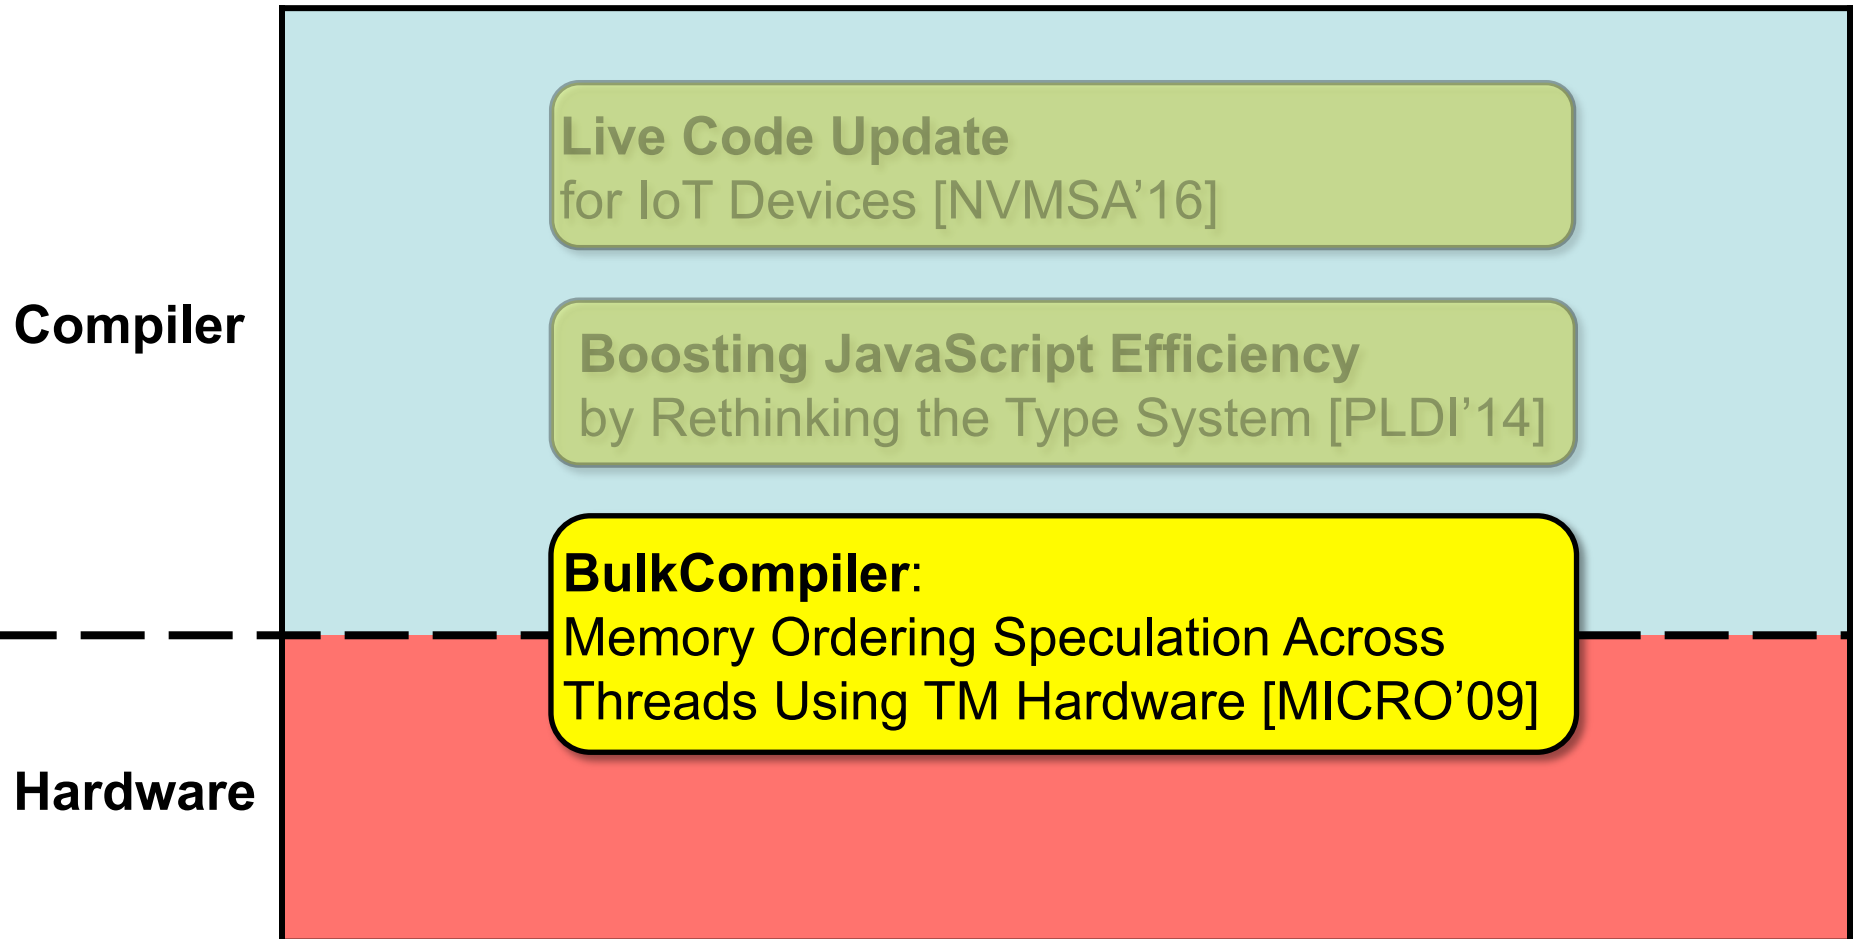 Live Code Update
for IoT Devices [NVMSA’16]
Compiler
Boosting JavaScript Efficiency
by Rethinking the Type System [PLDI’14]
BulkCompiler:
Memory Ordering Speculation Across
Threads Using TM Hardware [MICRO’09]
Hardware